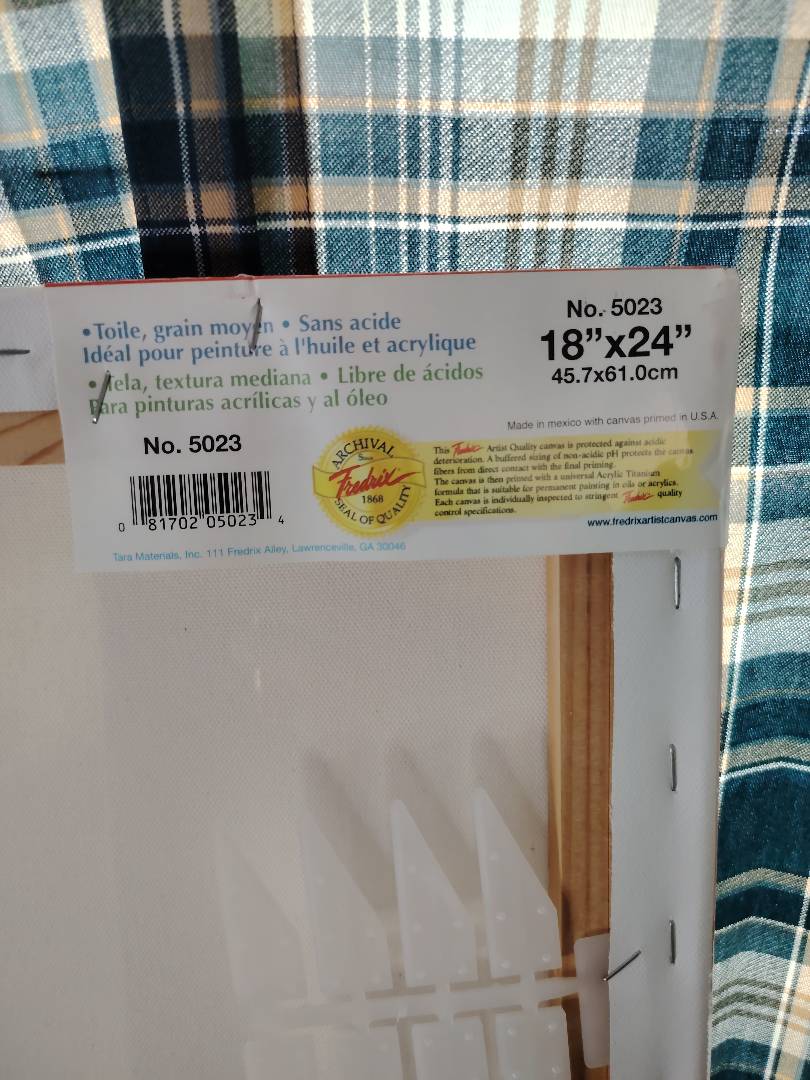 • Toile, grain moyen • Sans acide
Idéal pour peinture à l'huile et acrylique
• Tela, textura mediana • Libre de ácidos
Para pinturas acrílicas y al óleo
No. 5023
18”x24”
45.7x61.0cm
Made in mexico with canvas primed in U.S.A.
No. 5023
0 81702 05023 4
ARCHIVAL
Since
Fredrix
1868
SEAL OF QUALITY
This Fredrix Artist Quality canvas is protected against acidic
deterioration. A buffered sizing of non-acidic pH protects the canvas
fibers from direct contact with the final priming.
The canvas is then primed with a universal Acrylic Titanium
formula that is suitable for permanent painting in oils or acrylics.
Each canvas is individually inspected to stringent Fredrix quality
control specifications.
www.fredrixartistcanvas.com
Tara Materials, Inc. 111 Fredrix Alley, Lawrenceville, GA 30046